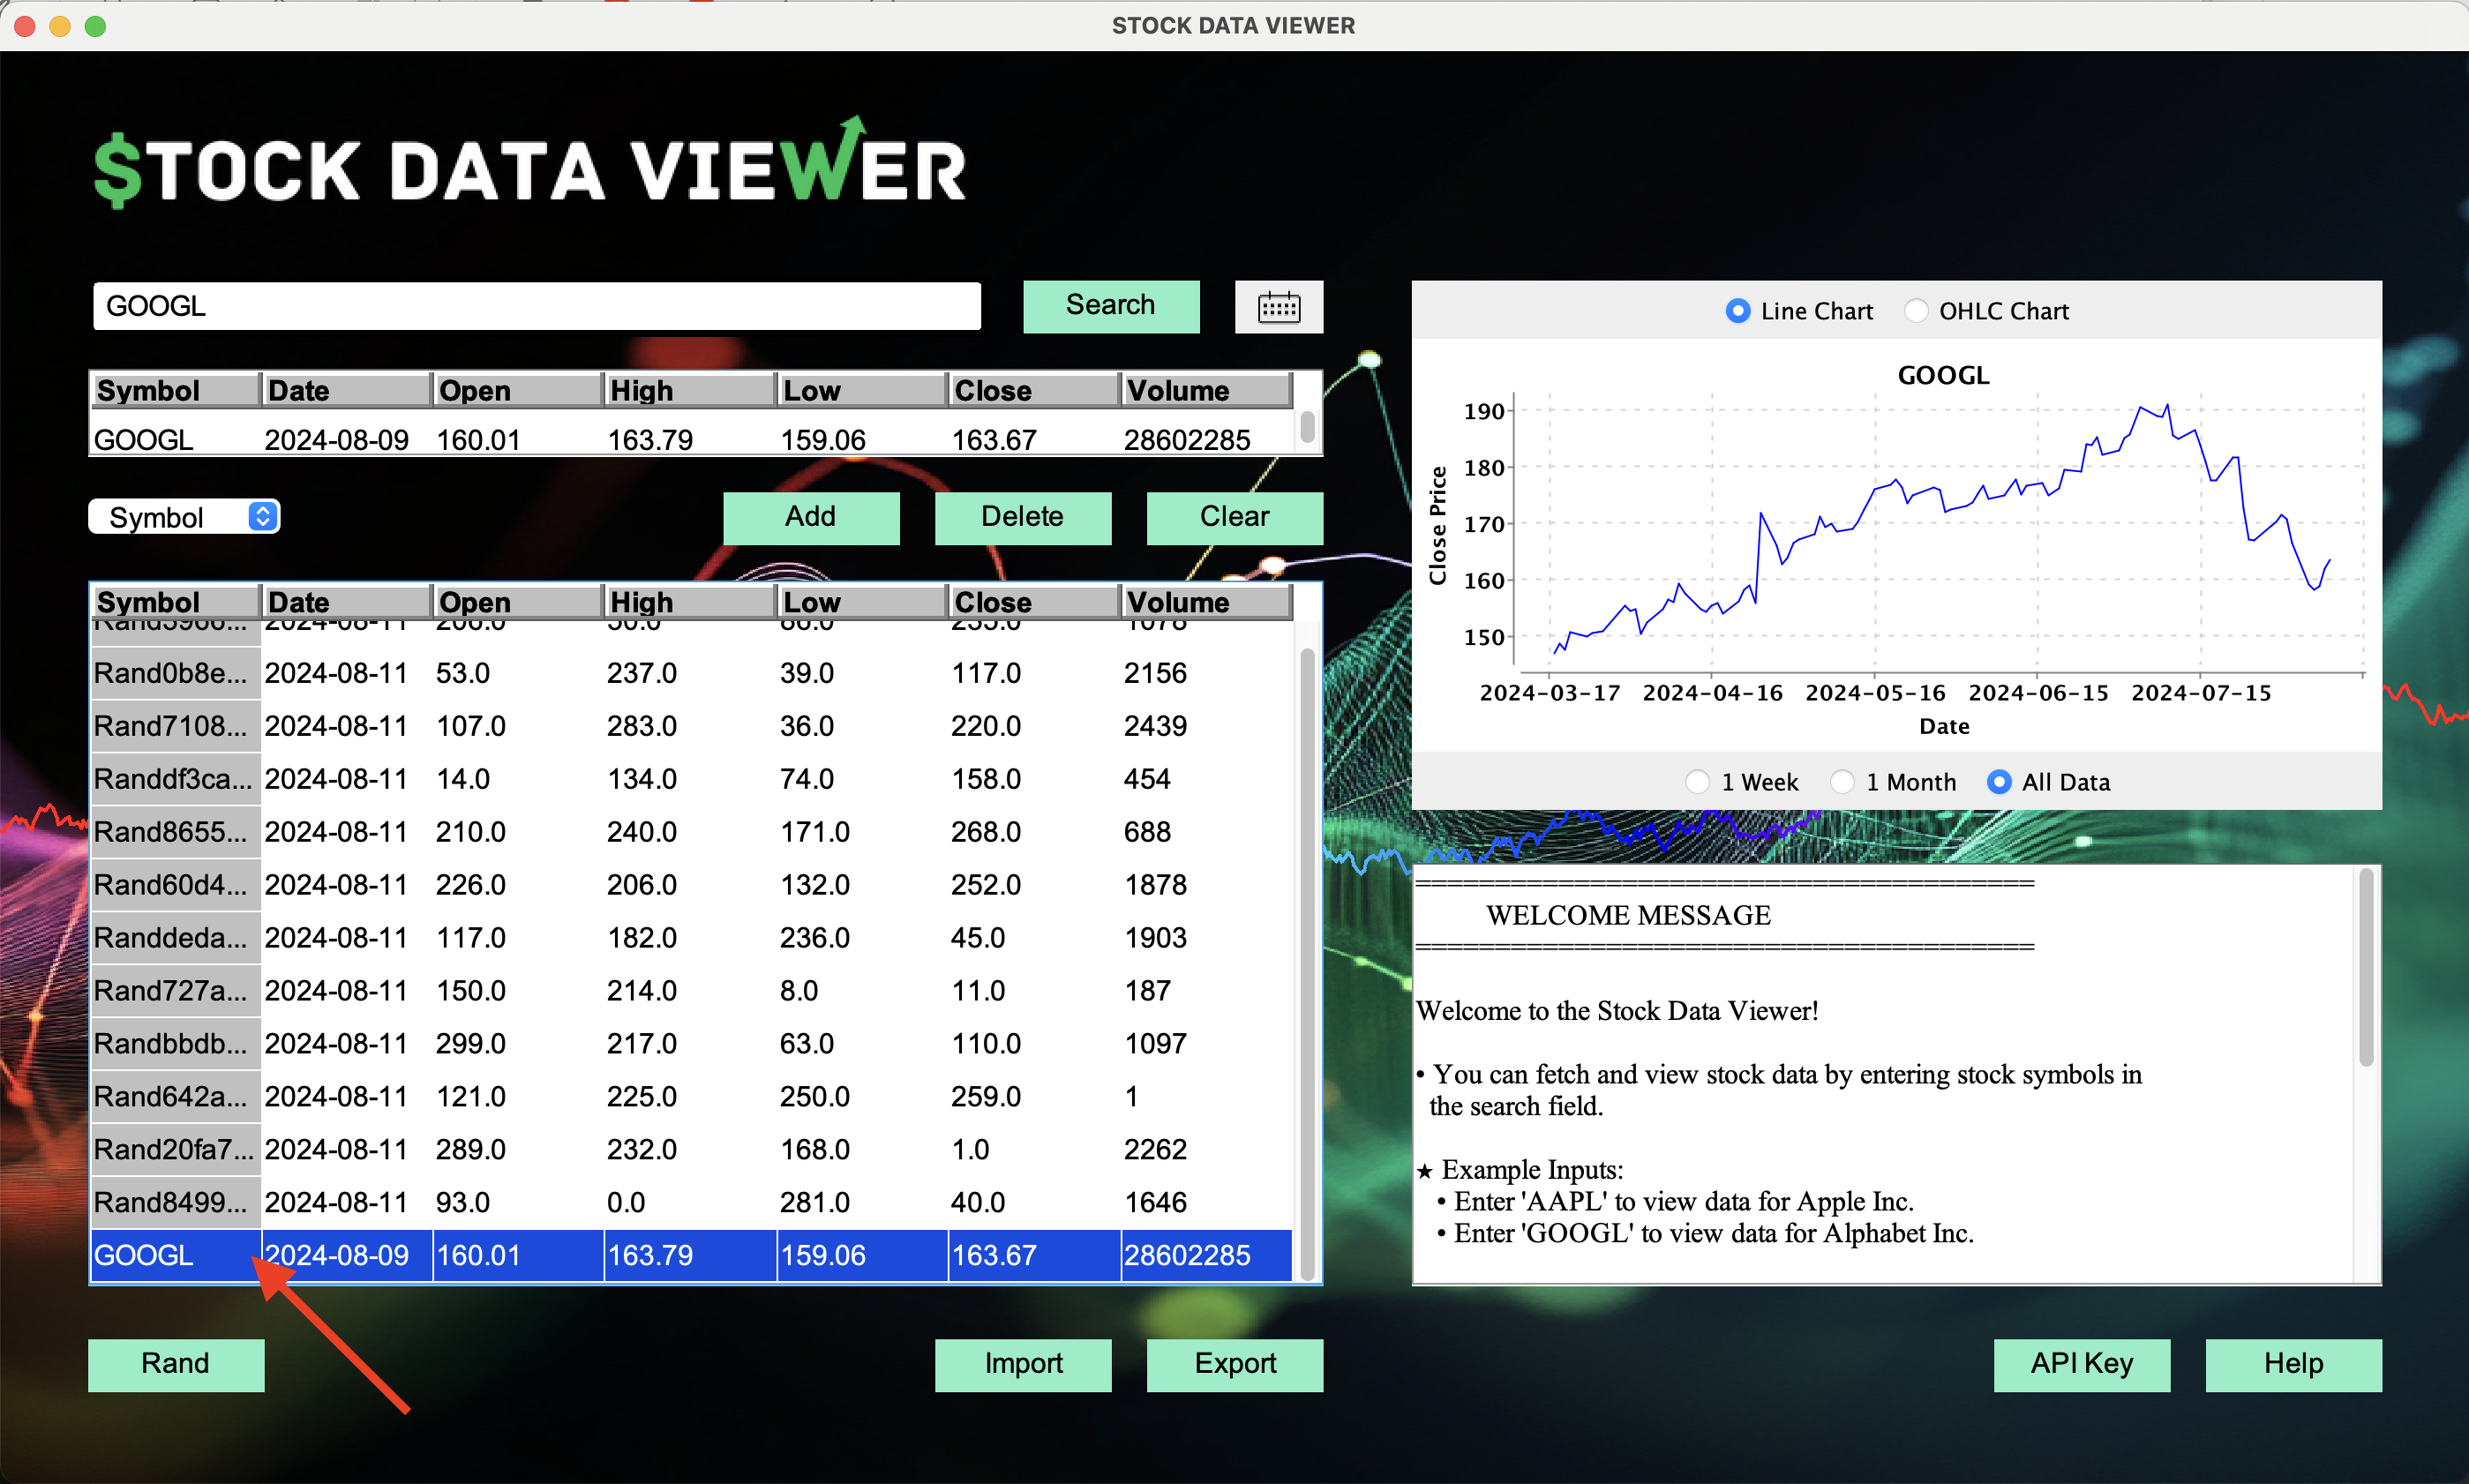 STOCK DATA VIEWER
$TOCK DATA VIEWER
GOOGL
Search
Symbol Date Open High Low Close Volume
GOOGL 2024-08-09 160.01 163.79 159.06 163.67 28602285
Symbol
Add
Delete
Clear
Symbol Date Open High Low Close Volume
2024-08-11
Rand0b8e... 2024-08-11 53.0 237.0 39.0 117.0 2156
Rand7108... 2024-08-11 107.0 283.0 36.0 220.0 2439
Randdf3ca... 2024-08-11 14.0 134.0 74.0 158.0 454
Rand8655... 2024-08-11 210.0 240.0 171.0 268.0 688
Rand60d4... 2024-08-11 226.0 206.0 132.0 252.0 1878
Randdeda... 2024-08-11 117.0 182.0 236.0 45.0 1903
Rand727a... 2024-08-11 150.0 214.0 8.0 11.0 187
Randbbdb... 2024-08-11 299.0 217.0 63.0 110.0 1097
Rand642a... 2024-08-11 121.0 225.0 250.0 259.0 1
Rand20fa7... 2024-08-11 289.0 232.0 168.0 1.0 2262
Rand8499... 2024-08-11 93.0 0.0 281.0 40.0 1646
GOOGL 2024-08-09 160.01 163.79 159.06 163.67 28602285
Rand
Import
Export
Line Chart OHLC Chart
GOOGL
190
180
170
160
150
Close Price
2024-03-17 2024-04-16 2024-05-16 2024-06-15 2024-07-15
Date
1 Week 1 Month All Data
=======================================
WELCOME MESSAGE
=======================================
Welcome to the Stock Data Viewer!
• You can fetch and view stock data by entering stock symbols in
the search field.
★ Example Inputs:
• Enter 'AAPL' to view data for Apple Inc.
• Enter 'GOOGL' to view data for Alphabet Inc.
API Key
Help